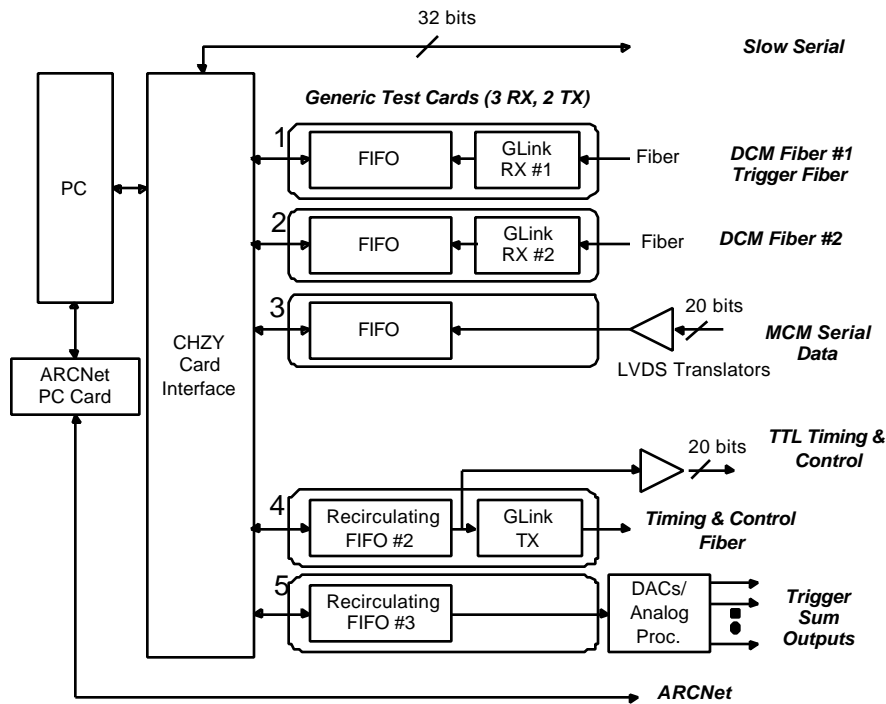 32 bits
Slow Serial
Generic Test Cards (3 RX, 2 TX)
PC
CHZY
Card
Interface
ARCNet
PC Card
1
FIFO
GLink
RX #1
Fiber
DCM Fiber #1
Trigger Fiber
2
FIFO
GLink
RX #2
Fiber
DCM Fiber #2
3
FIFO
20 bits
LVDS Translators
MCM Serial
Data
20 bits
TTL Timing &
Control
4
Recirculating
FIFO #2
GLink
TX
Timing & Control
Fiber
5
Recirculating
FIFO #3
DACs/
Analog
Proc.
Trigger
Sum
Outputs
ARCNet